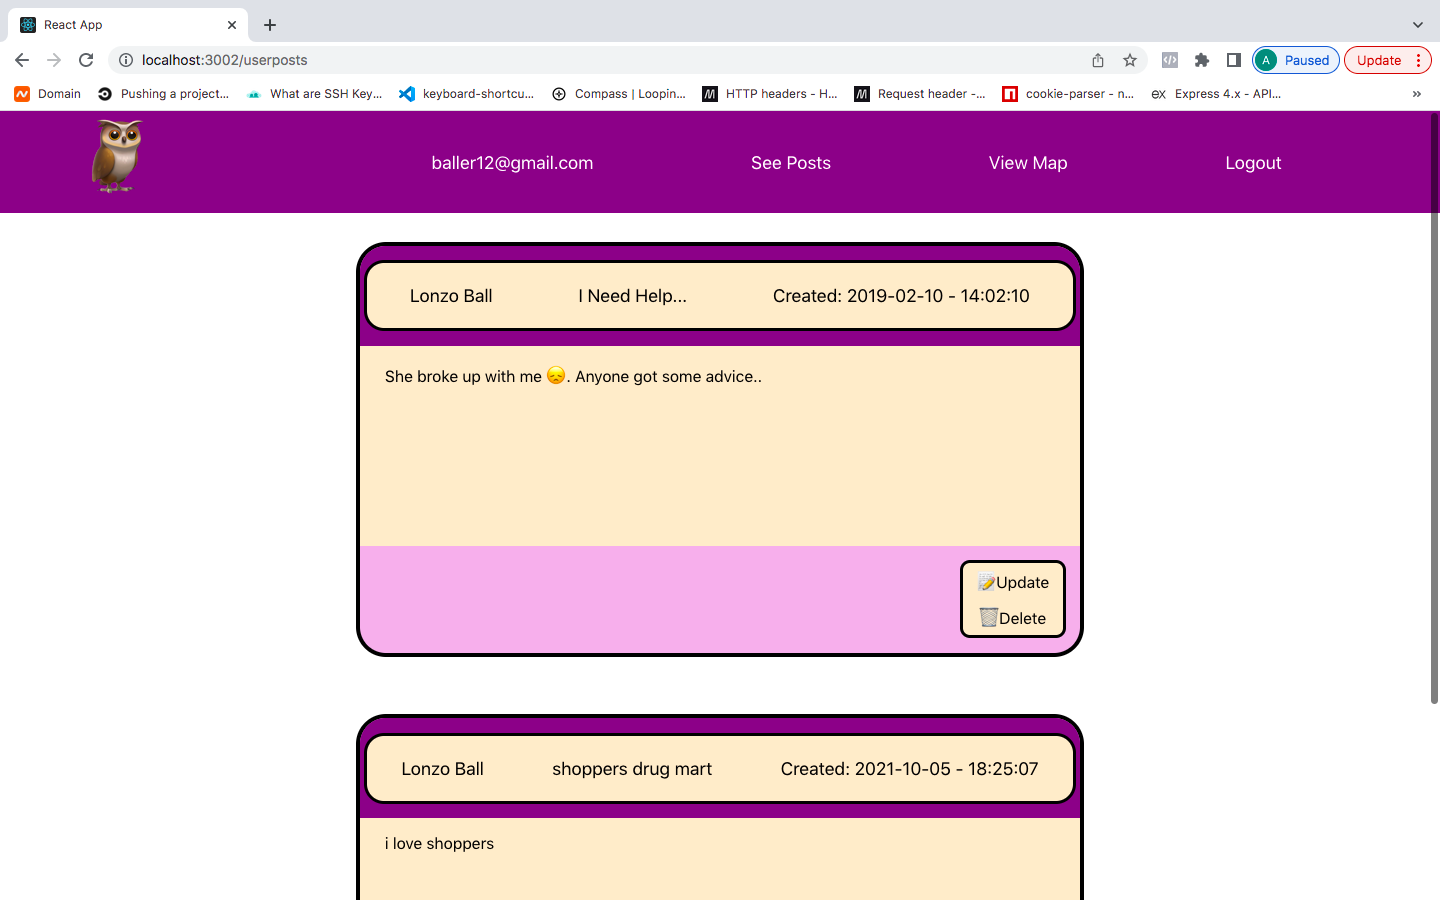 React App
localhost:3002/userposts
A Paused
Update
Domain
Pushing a project...
What are SSH Key...
keyboard-shortcu...
Compass | Loopin...
HTTP headers - H...
Request header -...
cookie-parser - n...
ex Express 4.x - API...
baller12@gmail.com
See Posts
View Map
Logout
Lonzo Ball
I Need Help...
Created: 2019-02-10 - 14:02:10
She broke up with me 😞. Anyone got some advice..
📝Update
🗑️Delete
Lonzo Ball
shoppers drug mart
Created: 2021-10-05 - 18:25:07
i love shoppers